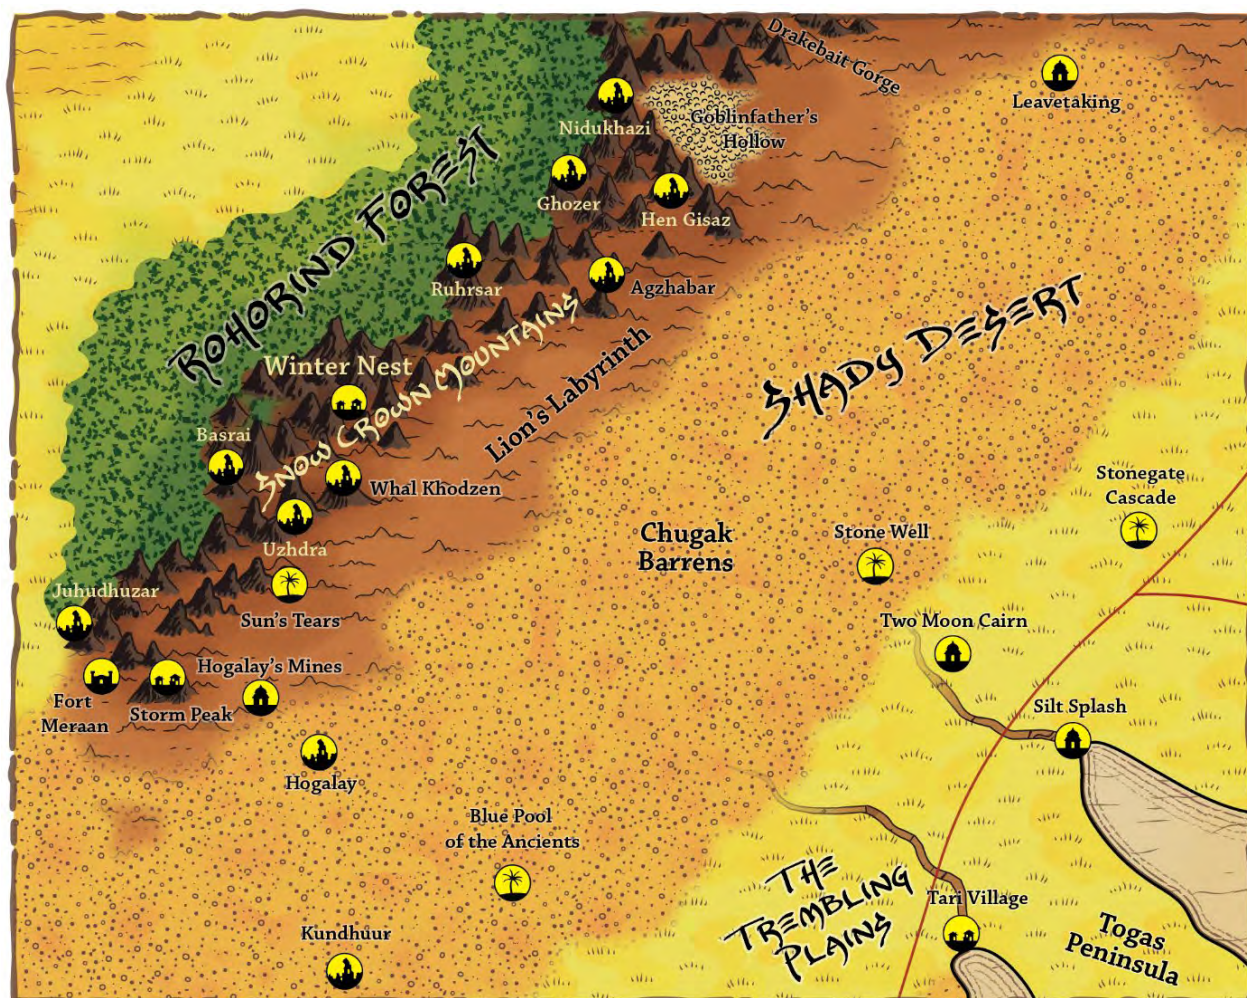 Drakebait Gorge
Leavetaking
Nidukhazi
Goblinfather's
Hollow
Ghozer
Hen Gisaz
ROHORIND FOREST
Ruhrsar
Agzhabar
SHADY DESERT
Winter Nest
SNOW CROWN MOUNTAINS
Lion's Labyrinth
Basrai
Whal Khodzen
Stonegate
Cascade
Uzhdra
Chugak
Barrens
Stone Well
Juhudhuzar
Sun's Tears
Two Moon Cairn
Hogalay's Mines
Fort
Meraan
Storm Peak
Silt Splash
Hogalay
Blue Pool
of the Ancients
THE
TREMBLING
PLAINS
Tari Village
Togas
Peninsula
Kundhuur